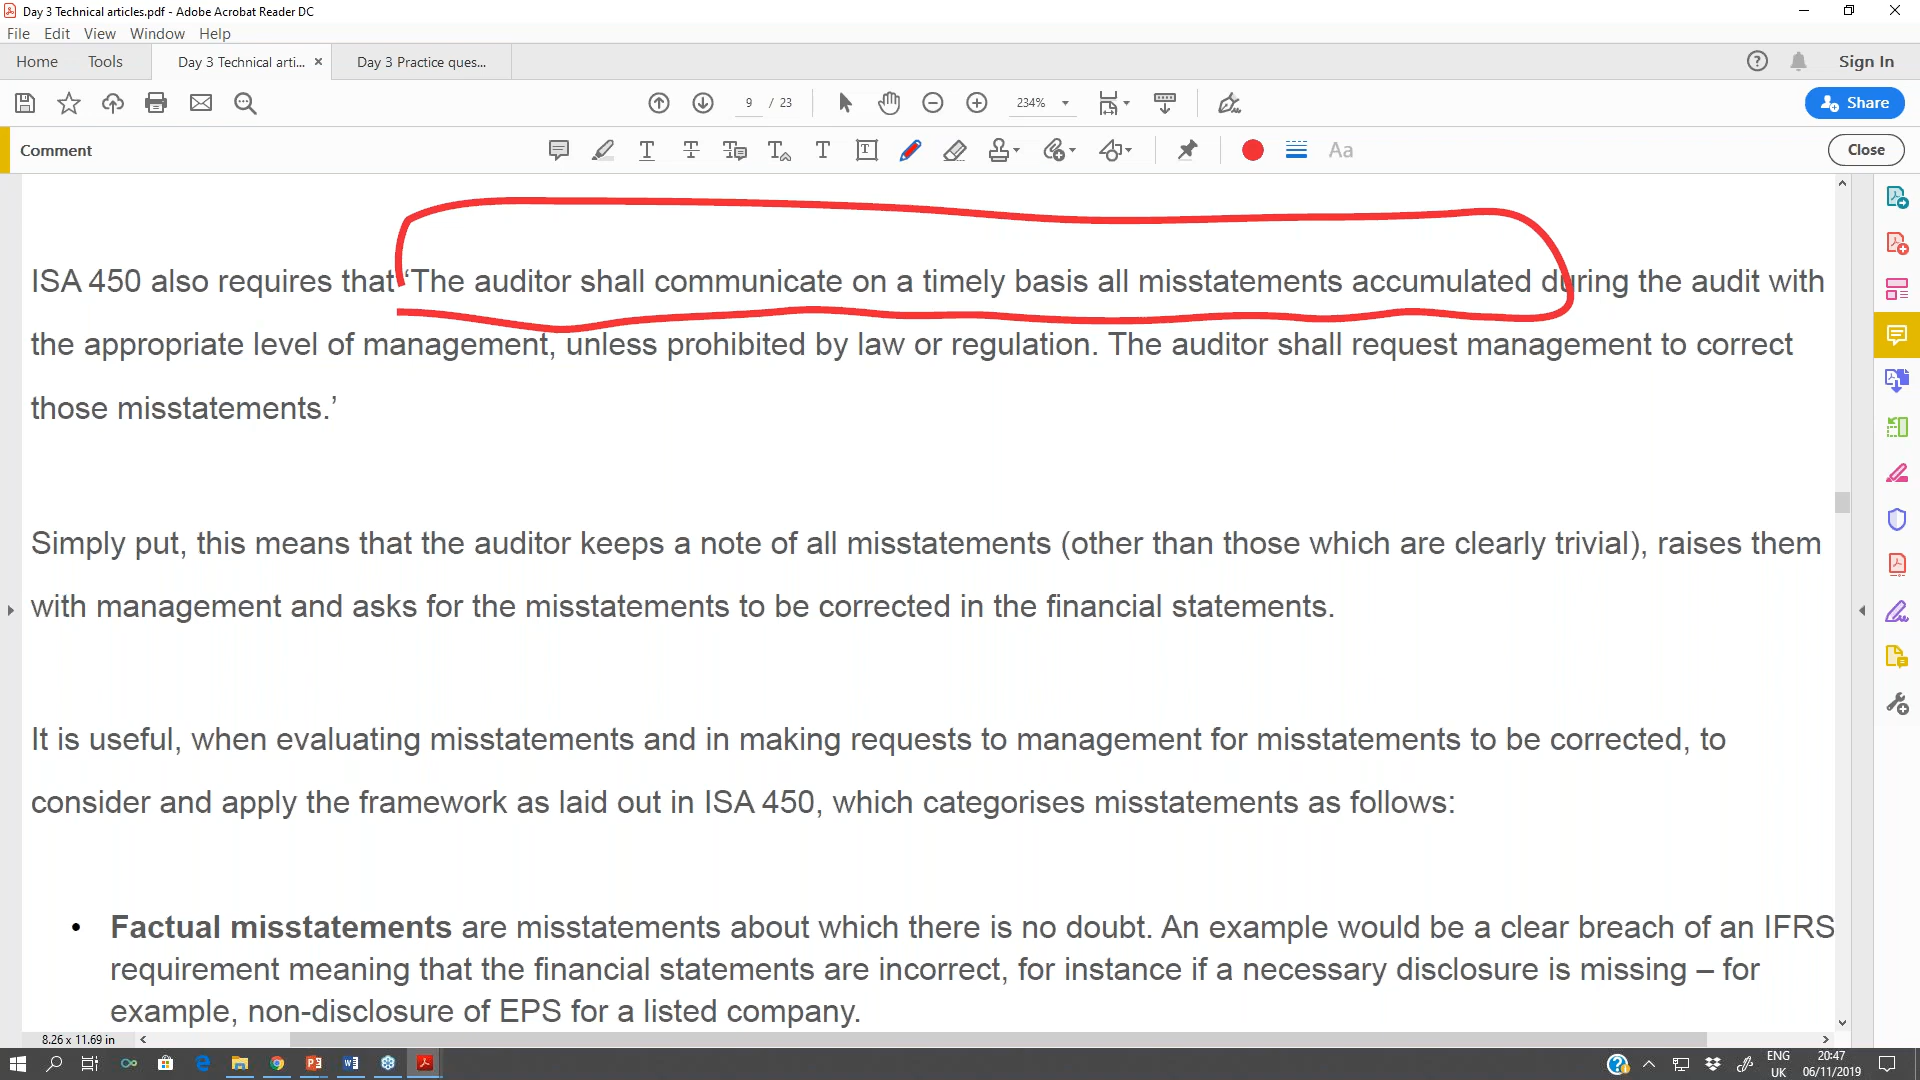 Day 3 Technical articles.pdf - Adobe Acrobat Reader DC
File Edit View Window Help
Home Tools Day 3 Technical arti... × Day 3 Practice ques... Sign In
9 / 23 234% Share
Comment Aa Close
ISA 450 also requires that ‘The auditor shall communicate on a timely basis all misstatements accumulated during the audit with
the appropriate level of management, unless prohibited by law or regulation. The auditor shall request management to correct
those misstatements.’
Simply put, this means that the auditor keeps a note of all misstatements (other than those which are clearly trivial), raises them
with management and asks for the misstatements to be corrected in the financial statements.
It is useful, when evaluating misstatements and in making requests to management for misstatements to be corrected, to
consider and apply the framework as laid out in ISA 450, which categorises misstatements as follows:
• Factual misstatements are misstatements about which there is no doubt. An example would be a clear breach of an IFRS
requirement meaning that the financial statements are incorrect, for instance if a necessary disclosure is missing – for
example, non-disclosure of EPS for a listed company.
8.26 x 11.69 in
ENG 20:47
UK 06/11/2019